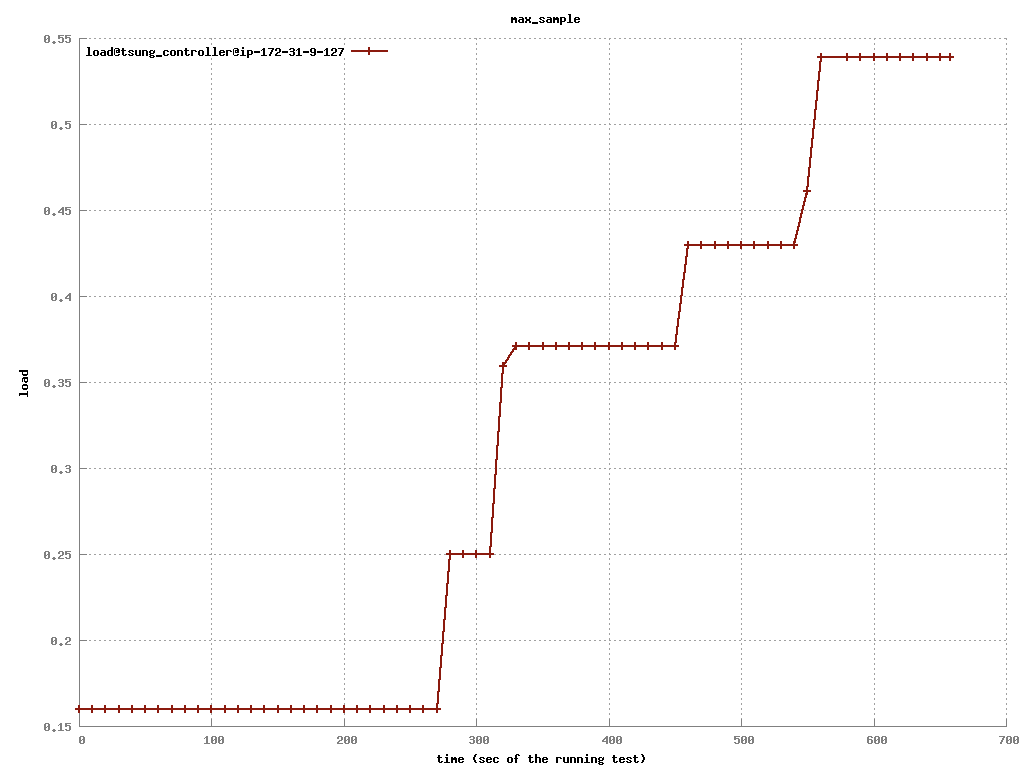 max_sample
load@tsung_controller@ip-172-31-9-127
0.55
0.5
0.45
0.4
0.35
0.3
0.25
0.2
0.15
load
0 100 200 300 400 500 600 700
time (sec of the running test)